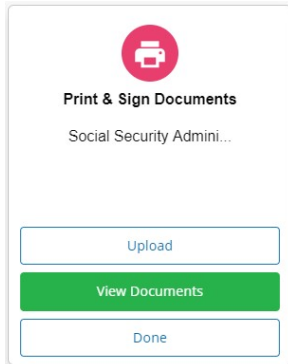 Print & Sign Documents
Social Security Admini...
Upload
View Documents
Done